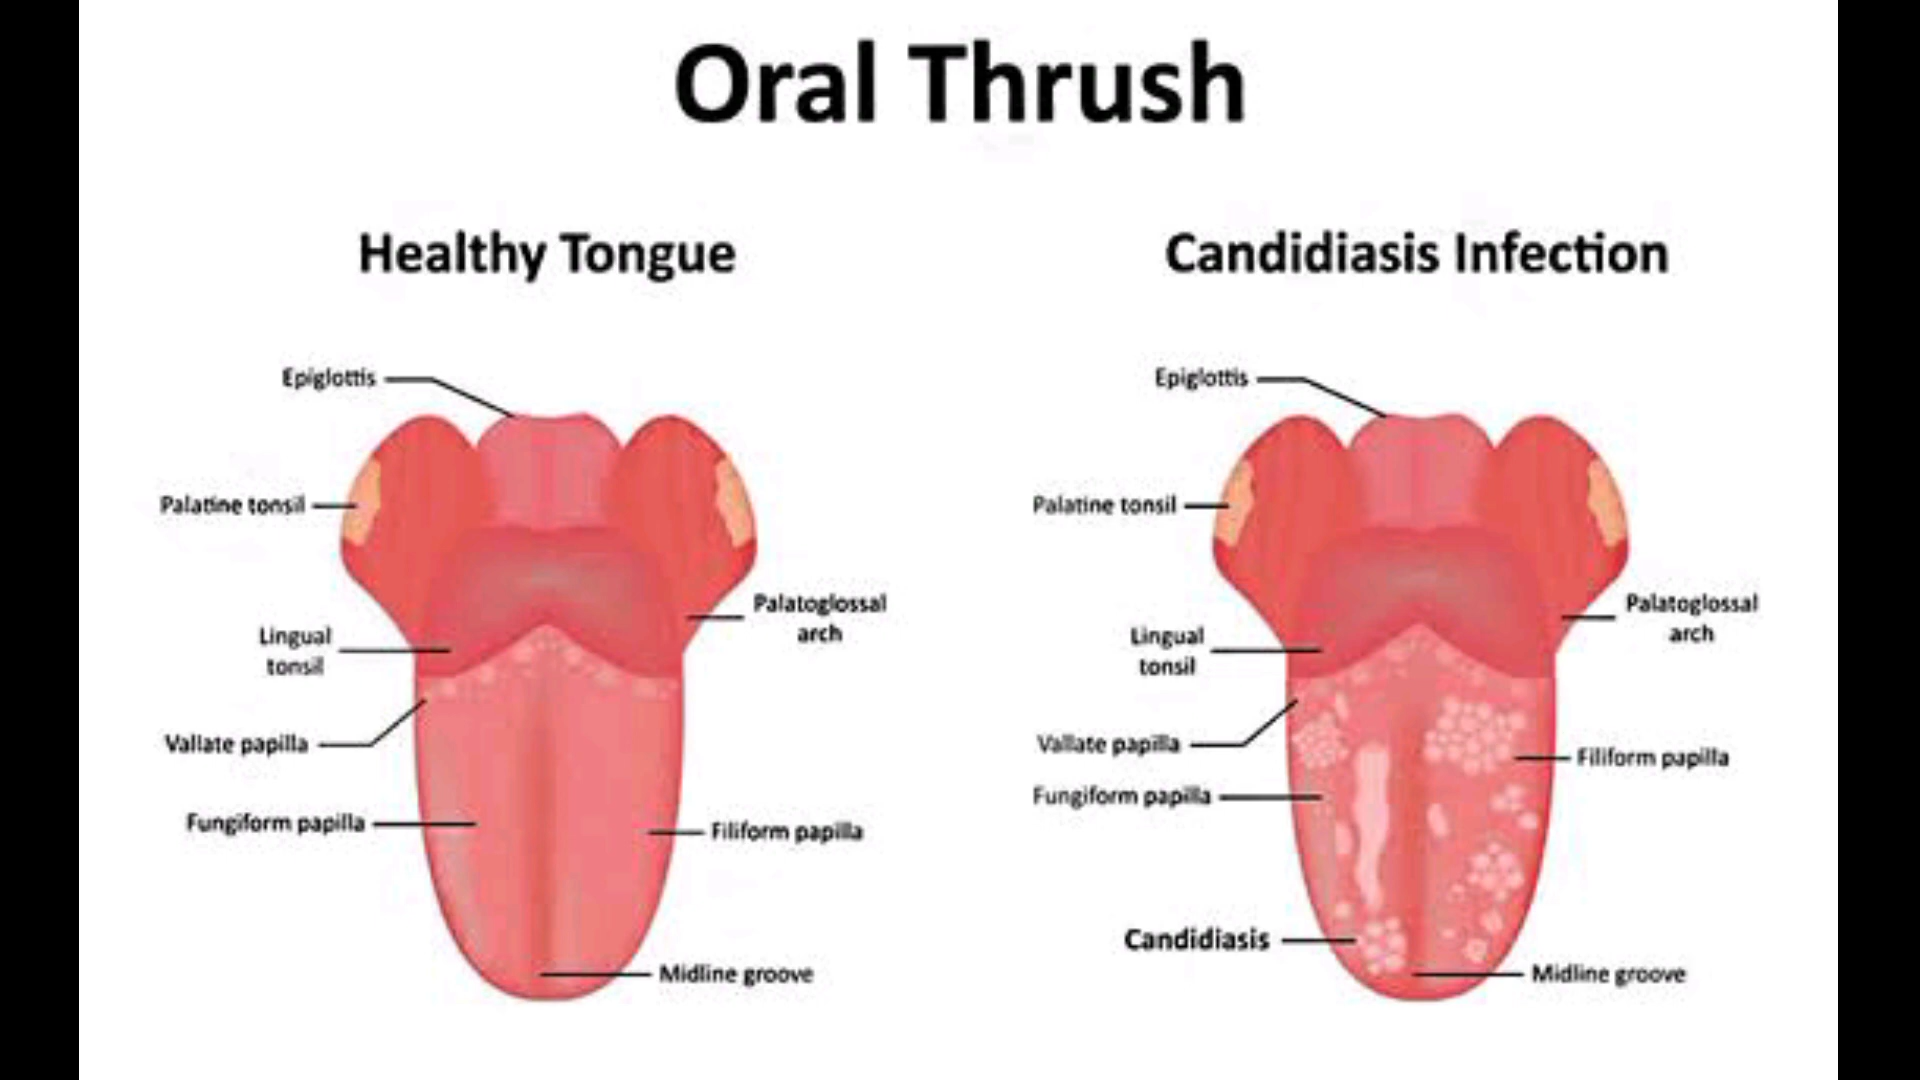 Oral Thrush
Healthy Tongue
Epiglottis
Palatine tonsil
Palatoglossal
arch
Lingual
tonsil
Vallate papilla
Fungiform papilla
Filiform papilla
Midline groove
Candidiasis Infection
Epiglottis
Palatine tonsil
Palatoglossal
arch
Lingual
tonsil
Vallate papilla
Filiform papilla
Fungiform papilla
Candidiasis
Midline groove